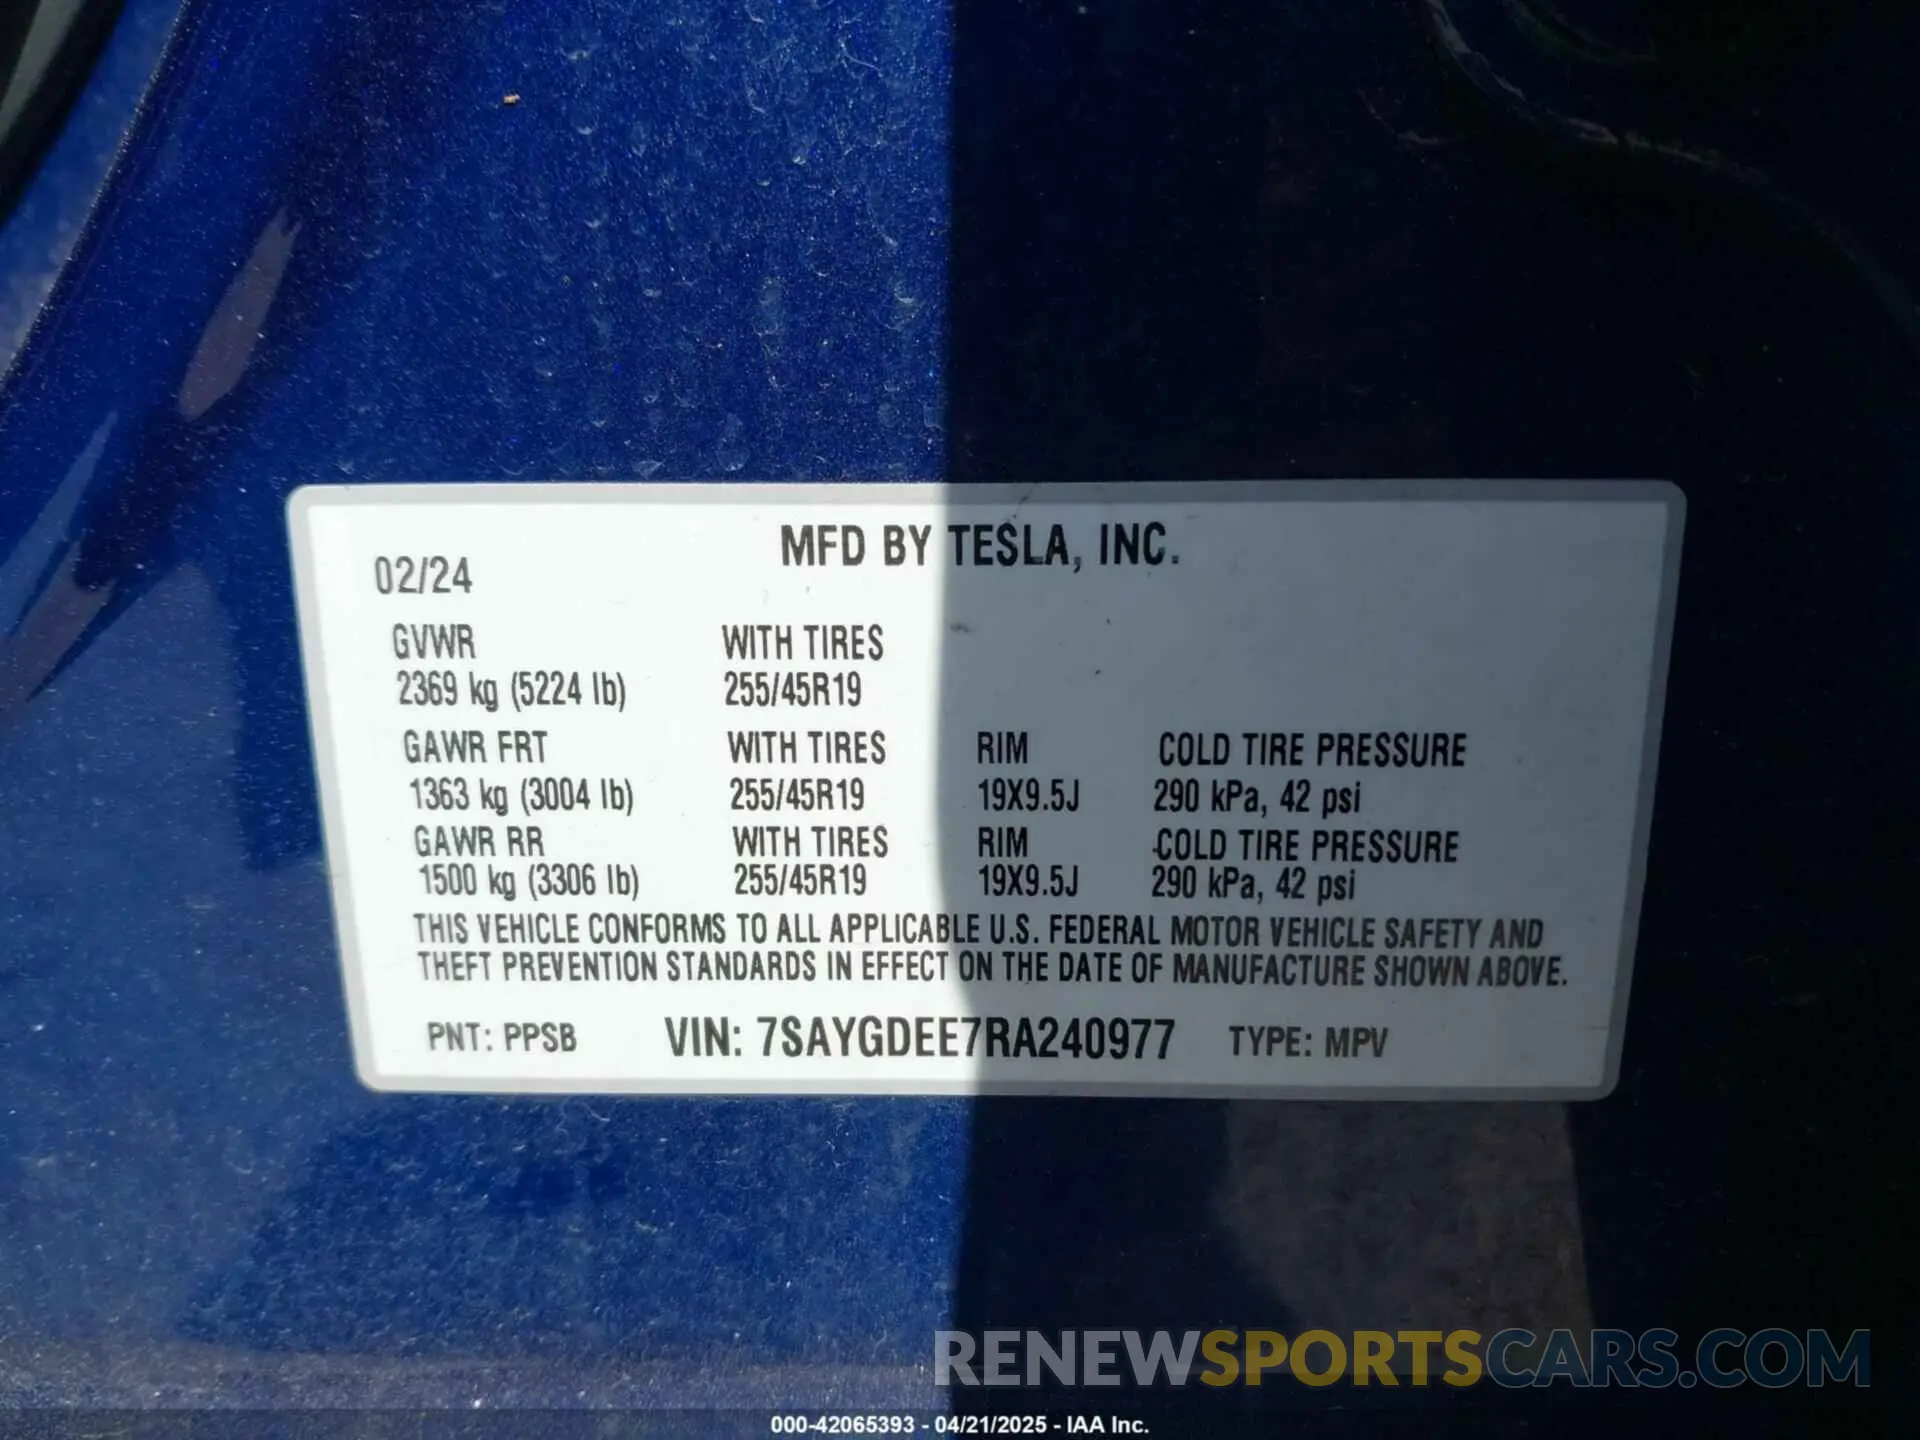 MFD BY TESLA, INC.
02/24
GVWR WITH TIRES
2369 kg (5224 lb) 255/45R19
GAWR FRT WITH TIRES RIM COLD TIRE PRESSURE
1363 kg (3004 lb) 255/45R19 19X9.5J 290 kPa, 42 psi
GAWR RR WITH TIRES RIM COLD TIRE PRESSURE
1500 kg (3306 lb) 255/45R19 19X9.5J 290 kPa, 42 psi
THIS VEHICLE CONFORMS TO ALL APPLICABLE U.S. FEDERAL MOTOR VEHICLE SAFETY AND
THEFT PREVENTION STANDARDS IN EFFECT ON THE DATE OF MANUFACTURE SHOWN ABOVE.
PNT: PPSB VIN: 7SAYGDEE7RA240977 TYPE: MPV
RENEWSPORTSCARS.COM
000-42065393 - 04/21/2025 - IAA Inc.